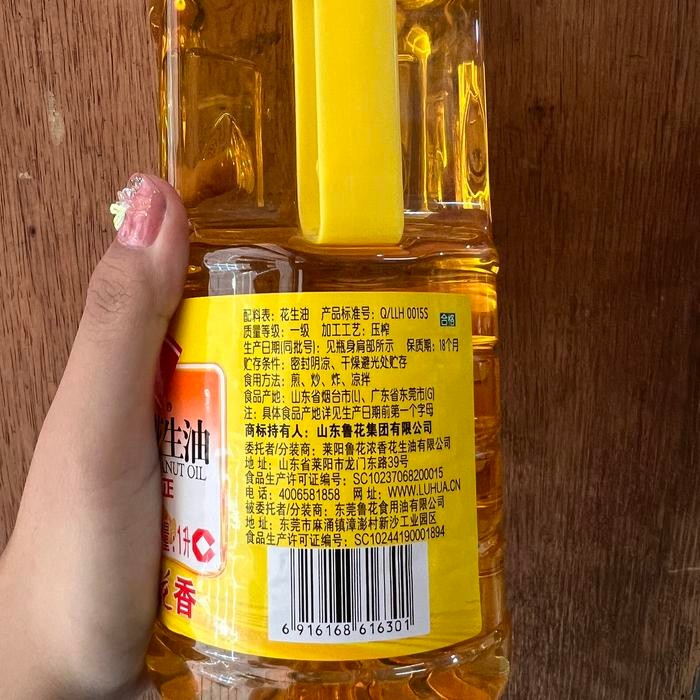 配料表：花生油 产品标准号：Q/LLH 0015S
合格
质量等级：一级 加工工艺：压榨
生产日期(同批号)：见瓶身肩部所示 保质期：18个月
贮存条件：密封阴凉、干燥避光处贮存
食用方法：煎、炒、炸、凉拌
食品产地：山东省烟台市(L)、广东省东莞市(G)
注：具体食品产地详见生产日期前第一个字母
商标持有人：山东鲁花集团有限公司
委托者/分装商：莱阳鲁花浓香花生油有限公司
地址：山东省莱阳市龙门东路39号
食品生产许可证编号：SC10237068200015
电话：4006581858 网址：WWW.LUHUA.CN
被委托者/分装商：东莞鲁花食用油有限公司
地址：东莞市麻涌镇漳澎村新沙工业园区
食品生产许可证编号：SC10244190001894
6 916168 616301
生油
NUT OIL
正
量：1升
香